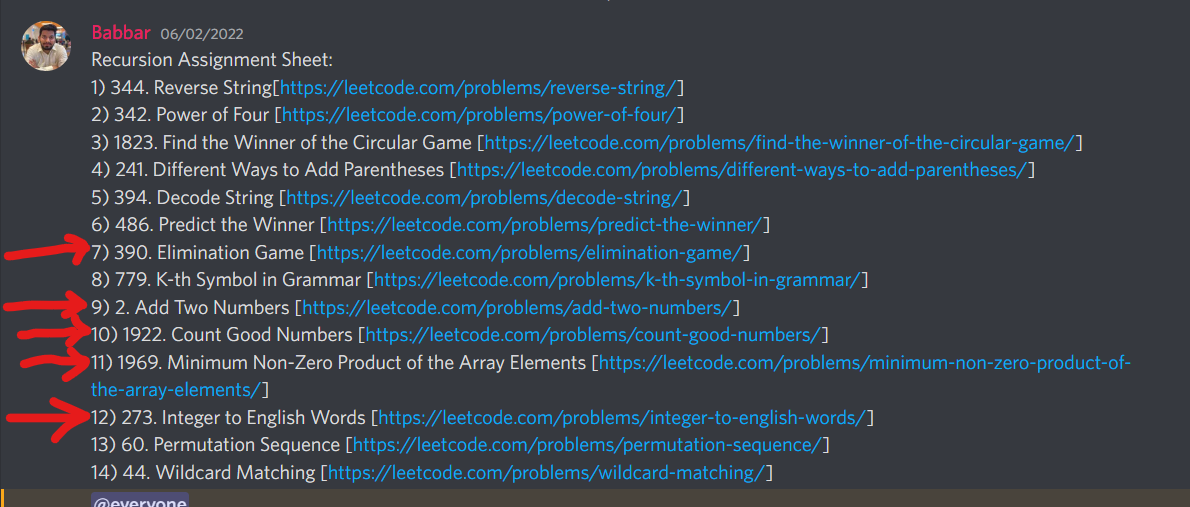 Babbar 06/02/2022
Recursion Assignment Sheet:
1) 344. Reverse String[https://leetcode.com/problems/reverse-string/]
2) 342. Power of Four [https://leetcode.com/problems/power-of-four/]
3) 1823. Find the Winner of the Circular Game [https://leetcode.com/problems/find-the-winner-of-the-circular-game/]
4) 241. Different Ways to Add Parentheses [https://leetcode.com/problems/different-ways-to-add-parentheses/]
5) 394. Decode String [https://leetcode.com/problems/decode-string/]
6) 486. Predict the Winner [https://leetcode.com/problems/predict-the-winner/]
7) 390. Elimination Game [https://leetcode.com/problems/elimination-game/]
8) 779. K-th Symbol in Grammar [https://leetcode.com/problems/k-th-symbol-in-grammar/]
9) 2. Add Two Numbers [https://leetcode.com/problems/add-two-numbers/]
10) 1922. Count Good Numbers [https://leetcode.com/problems/count-good-numbers/]
11) 1969. Minimum Non-Zero Product of the Array Elements [https://leetcode.com/problems/minimum-non-zero-product-of-
the-array-elements/]
12) 273. Integer to English Words [https://leetcode.com/problems/integer-to-english-words/]
13) 60. Permutation Sequence [https://leetcode.com/problems/permutation-sequence/]
14) 44. Wildcard Matching [https://leetcode.com/problems/wildcard-matching/]
@everyone